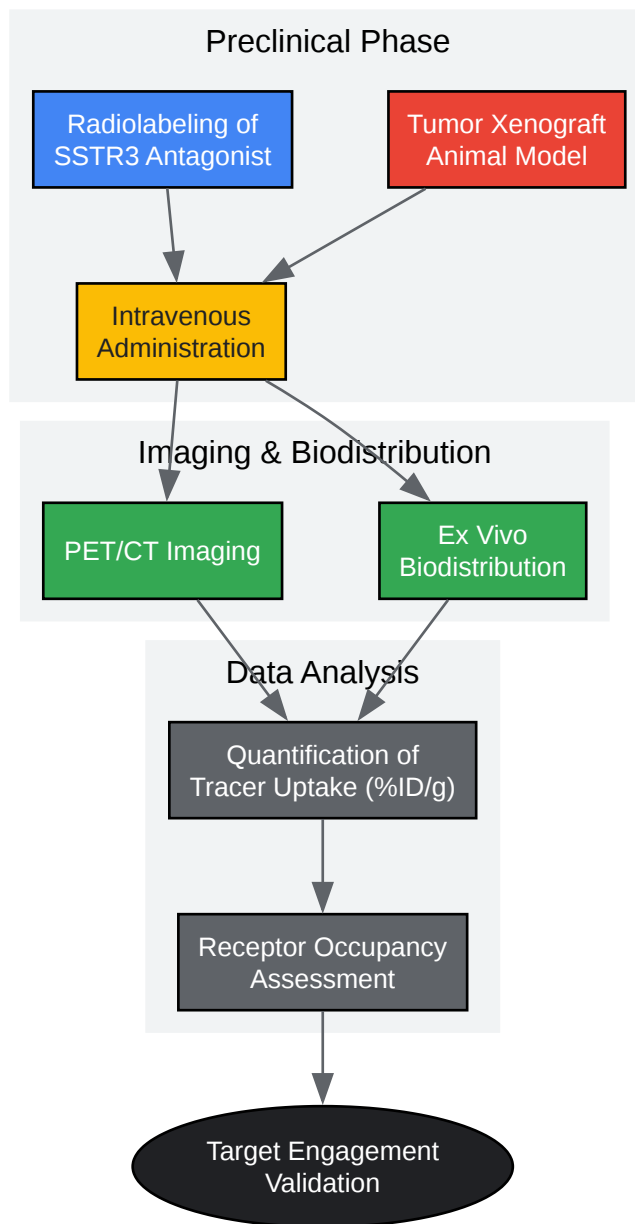 Preclinical Phase
Radiolabeling of
SSTR3 Antagonist
Tumor Xenograft
Animal Model
Intravenous
Administration
Imaging & Biodistribution
PET/CT Imaging
Ex Vivo
Biodistribution
Data Analysis
Quantification of
Tracer Uptake (%ID/g)
Receptor Occupancy
Assessment
Target Engagement
Validation